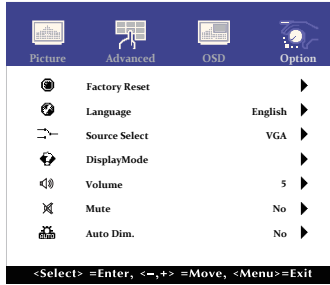 Picture Advanced OSD Option
Factory Reset
Language English
Source Select VGA
DisplayMode
Volume 5
Mute No
Auto Dim. No
<Select> =Enter, <–,+> =Move, <Menu>=Exit